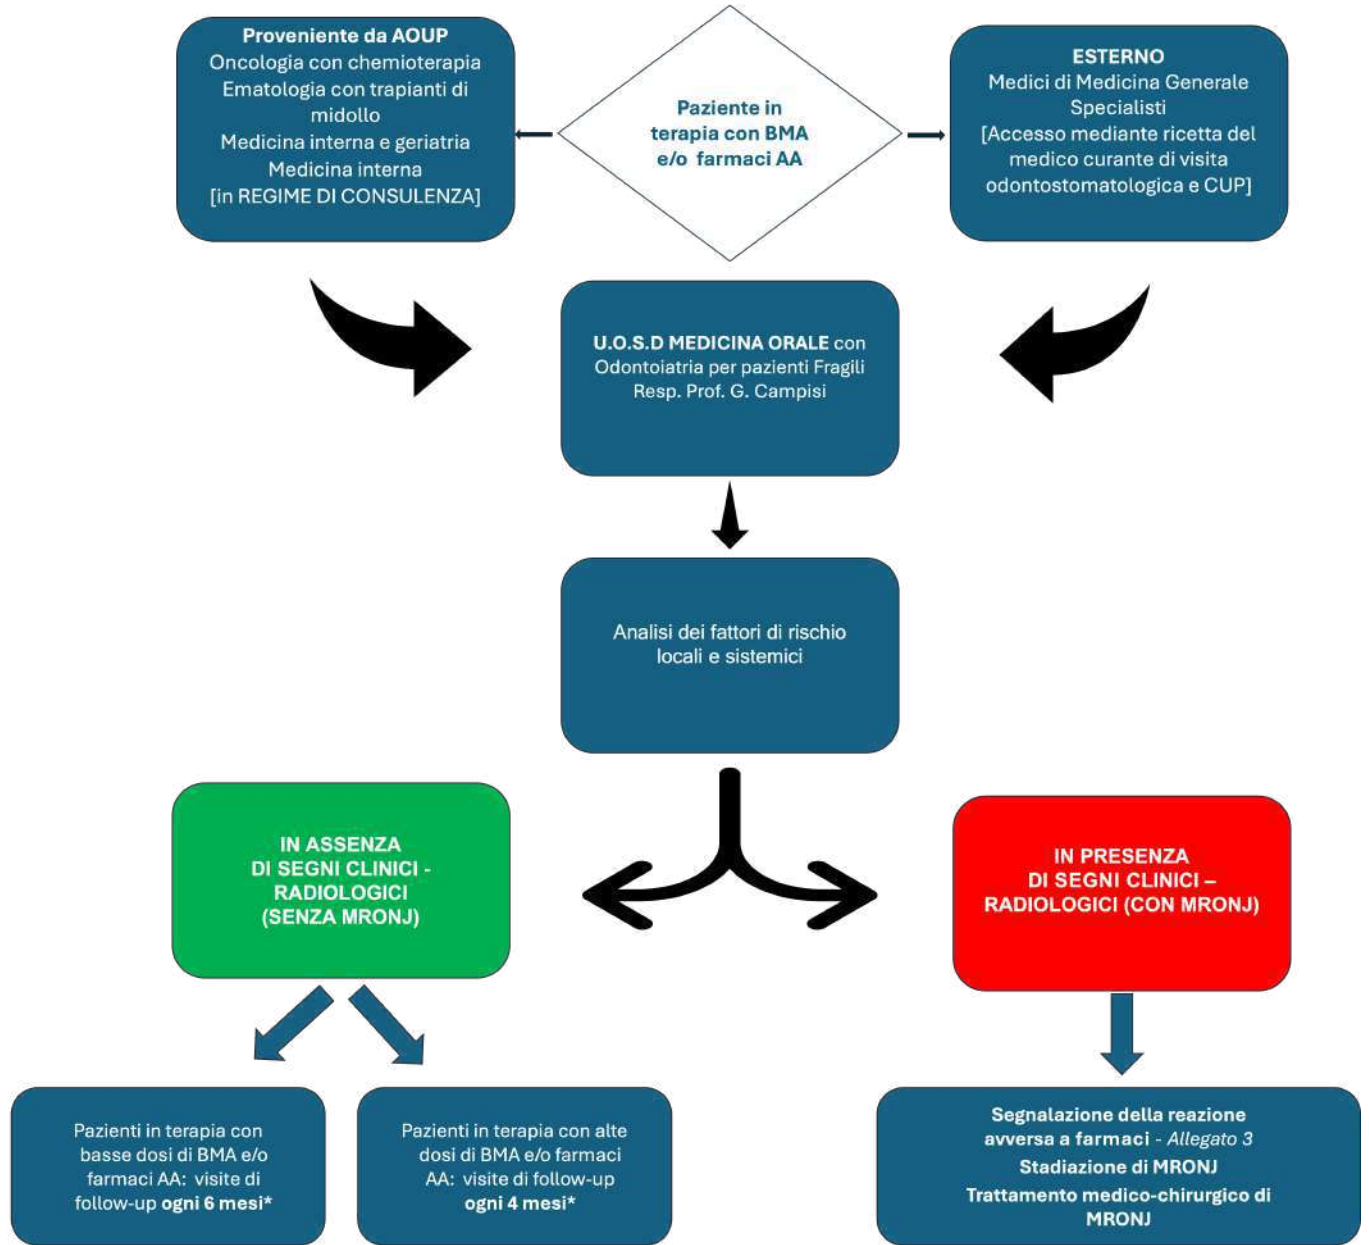 Proveniente da AOUP
Oncologia con chemioterapia
Ematologia con trapianti di
midollo
Medicina interna e geriatria
Medicina interna
[in REGIME DI CONSULENZA]
Paziente in
terapia con BMA
e/o farmaci AA
ESTERNO
Medici di Medicina Generale
Specialisti
[Accesso mediante ricetta del
medico curante di visita
odontostomatologica e CUP]
U.O.S.D MEDICINA ORALE con
Odontoiatria per pazienti Fragili
Resp. Prof. G. Campisi
Analisi dei fattori di rischio
locali e sistemici
IN ASSENZA
DI SEGNI CLINICI -
RADIOLOGICI
(SENZA MRONJ)
IN PRESENZA
DI SEGNI CLINICI –
RADIOLOGICI (CON MRONJ)
Pazienti in terapia con
basse dosi di BMA e/o
farmaci AA: visite di
follow-up ogni 6 mesi*
Pazienti in terapia con alte
dosi di BMA e/o farmaci
AA: visite di follow-up
ogni 4 mesi*
Segnalazione della reazione
avversa a farmaci - Allegato 3
Stadiazione di MRONJ
Trattamento medico-chirurgico di
MRONJ